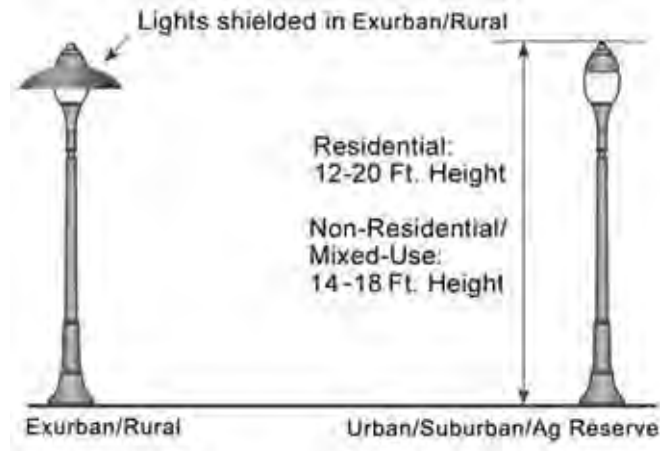 Lights shielded in Exurban/Rural
Residential:
12-20 Ft. Height
Non-Residential/
Mixed-Use:
14-18 Ft. Height
Exurban/Rural
Urban/Suburban/Ag Reserve